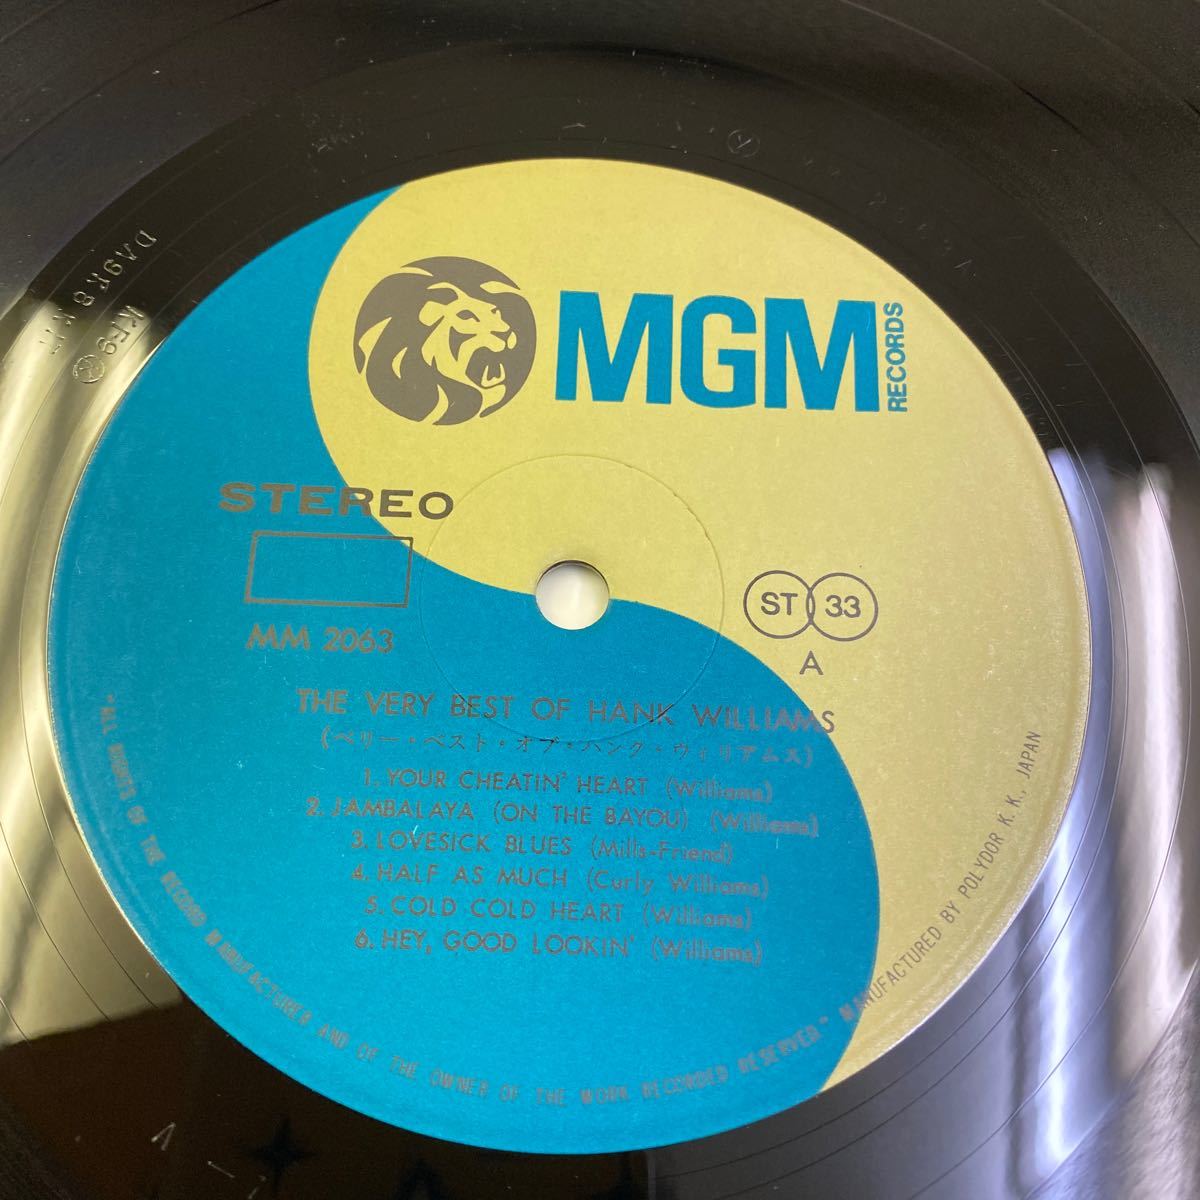 MGM
RECORDS
STEREO
MM 2063
ST 33
A
THE VERY BEST OF HANK WILLIAMS
(ベリー・ベスト・オブ・ハンク・ウィリアムス)
1. YOUR CHEATIN' HEART (Williams)
2. JAMBALAYA (ON THE BAYOU) (Williams)
3. LOVESICK BLUES (Mills-Friend)
4. HALF AS MUCH (Curly Williams)
5. COLD COLD HEART (Williams)
6. HEY, GOOD LOOKIN' (Williams)
"ALL RIGHTS OF THE RECORD MANUFACTURER AND OF THE OWNER OF THE WORK RECORDED RESERVED" MANUFACTURED BY POLYDOR K.K., JAPAN